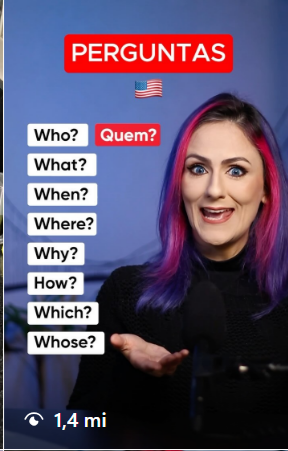 PERGUNTAS
Who? Quem?
What?
When?
Where?
Why?
How?
Which?
Whose?
1,4 mi